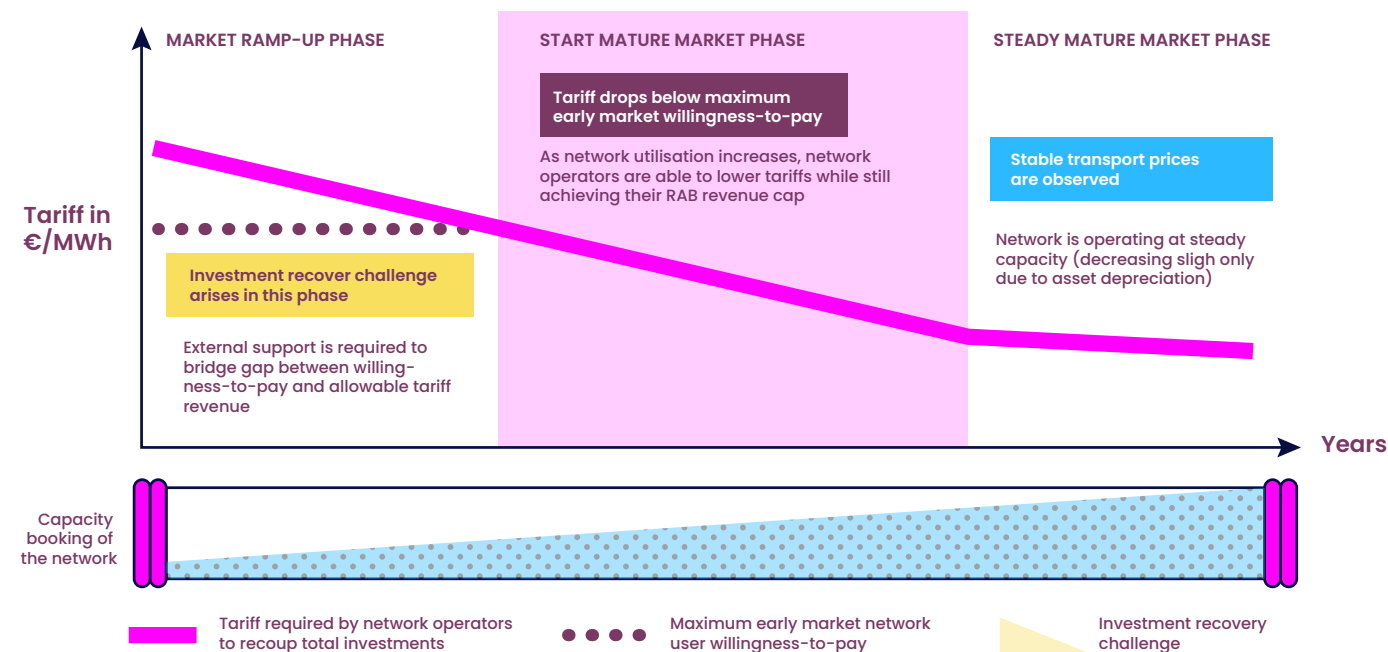 MARKET RAMP-UP PHASE
START MATURE MARKET PHASE
STEADY MATURE MARKET PHASE
Tariff drops below maximum
early market willingness-to-pay
As network utilisation increases, network
operators are able to lower tariffs while still
achieving their RAB revenue cap
Stable transport prices
are observed
Network is operating at steady
capacity (decreasing sligh only
due to asset depreciation)
Tariff in
€/MWh
Investment recover challenge
arises in this phase
External support is required to
bridge gap between willing-
ness-to-pay and allowable tariff
revenue
Years
Capacity
booking of
the network
Tariff required by network operators
to recoup total investments
Maximum early market network
user willingness-to-pay
Investment recovery
challenge